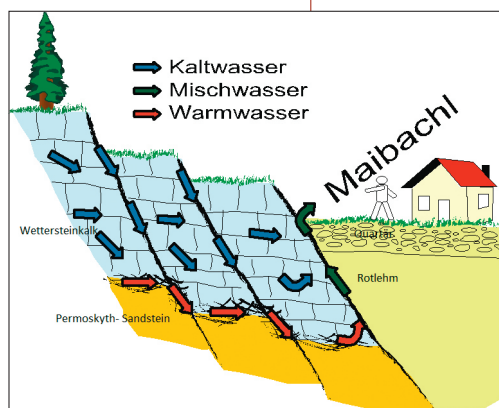 Kaltwasser
Mischwasser
Warmwasser
Maibachl
Wettersteinkalk
Quartär
Rotlehm
Permoskyth- Sandstein